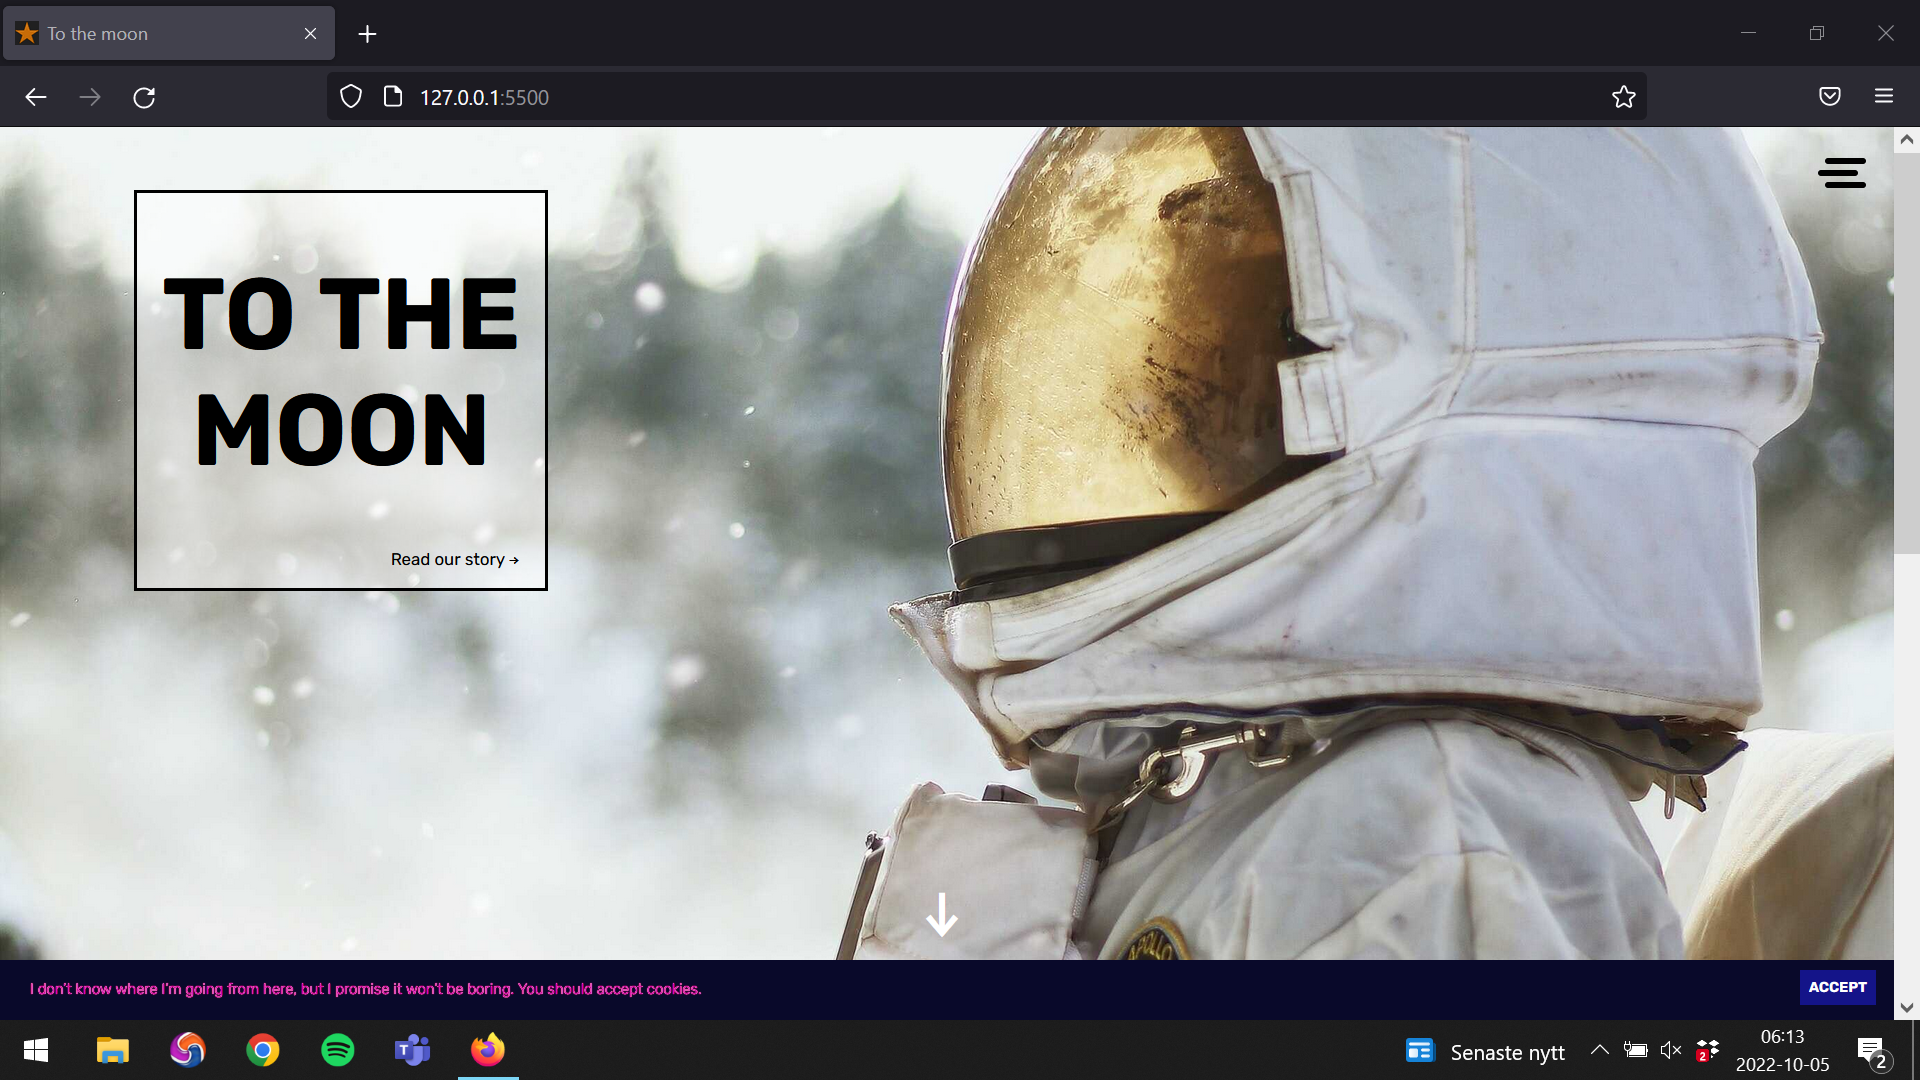 To the moon
127.0.0.1:5500
TO THE
MOON
Read our story →
APOLLO
I don't know where I'm going from here, but I promise it won't be boring. You should accept cookies.
ACCEPT
T
Senaste nytt
2
06:13
2022-10-05
2